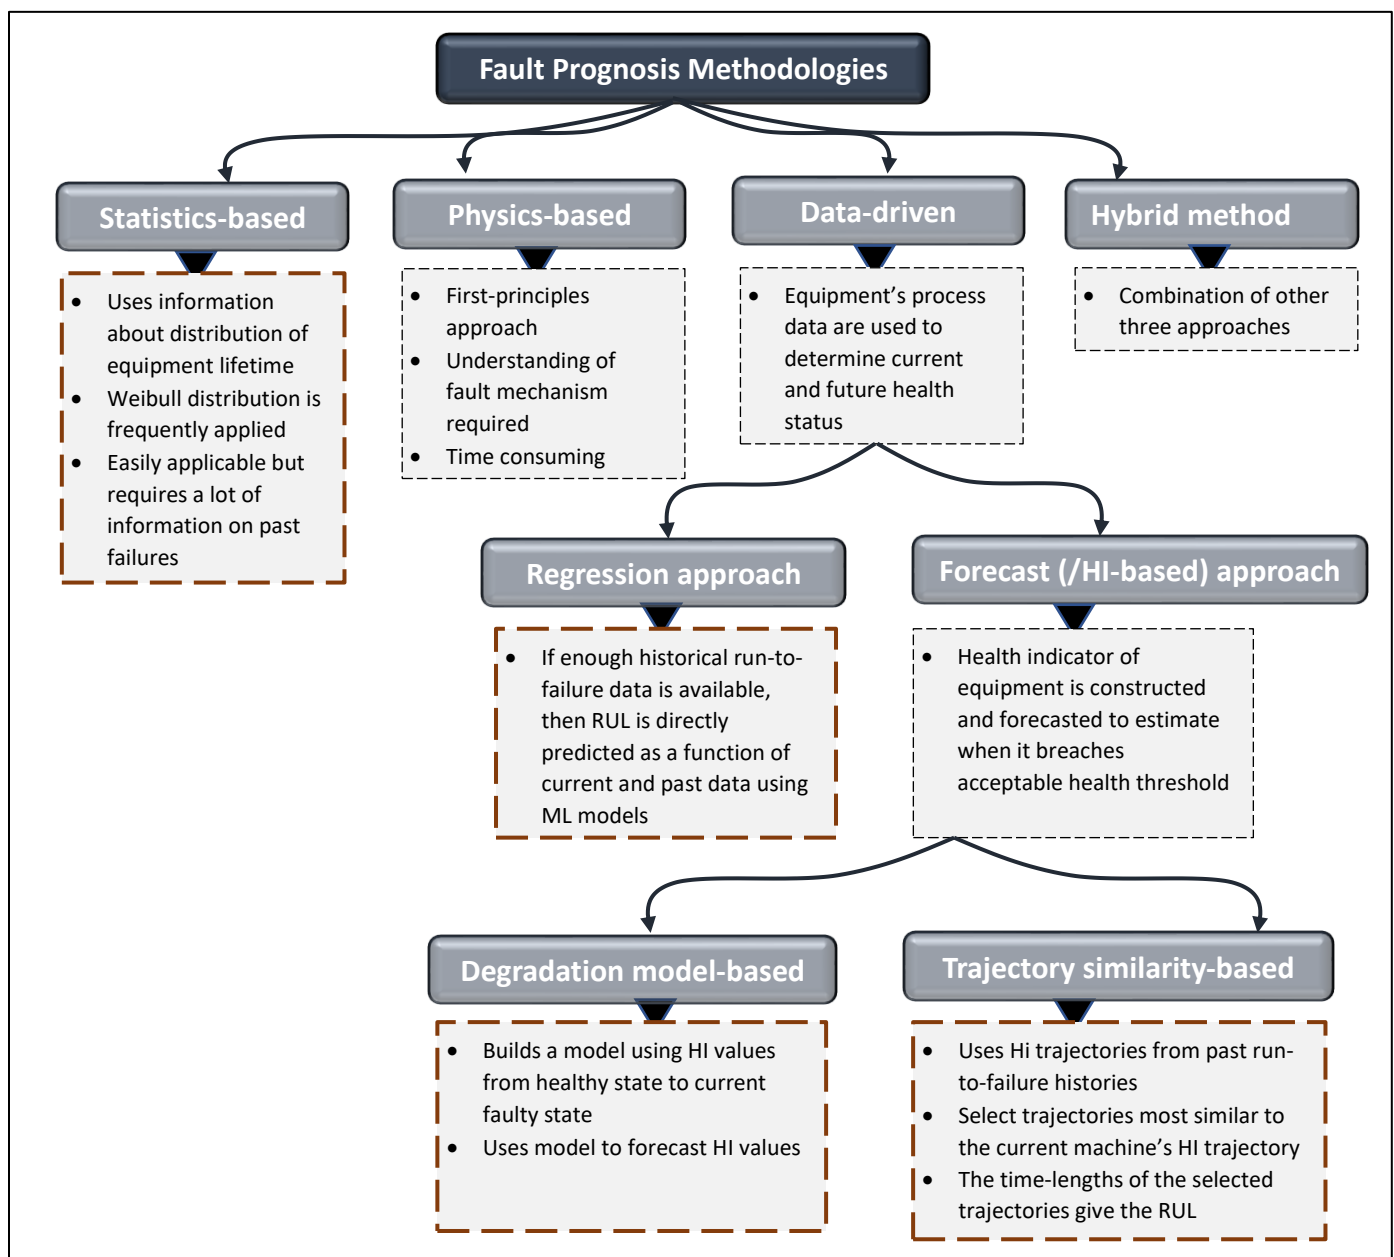 Fault Prognosis Methodologies
Statistics-based
Physics-based
Data-driven
Hybrid method
• Uses information
about distribution of
equipment lifetime
• Weibull distribution is
frequently applied
• Easily applicable but
requires a lot of
information on past
failures
• First-principles
approach
• Understanding of
fault mechanism
required
• Time consuming
• Equipment’s process
data are used to
determine current
and future health
status
• Combination of other
three approaches
Regression approach
Forecast (/HI-based) approach
• If enough historical run-to-
failure data is available,
then RUL is directly
predicted as a function of
current and past data using
ML models
• Health indicator of
equipment is constructed
and forecasted to estimate
when it breaches
acceptable health threshold
Degradation model-based
Trajectory similarity-based
• Builds a model using HI values
from healthy state to current
faulty state
• Uses model to forecast HI values
• Uses Hi trajectories from past run-
to-failure histories
• Select trajectories most similar to
the current machine’s HI trajectory
• The time-lengths of the selected
trajectories give the RUL